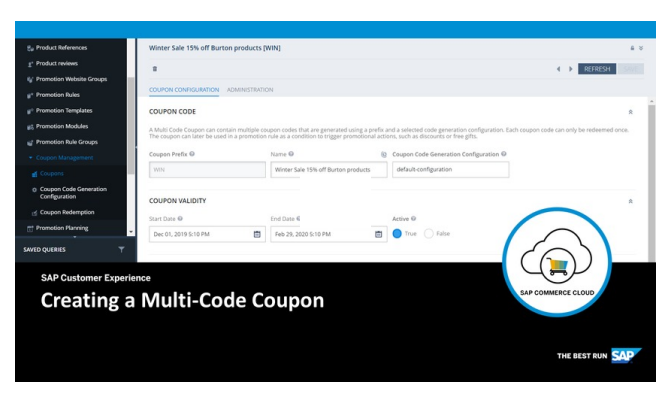 Product References
Product reviews
Promotion Website Groups
Promotion Rules
Promotion Templates
Promotion Modules
Promotion Rule Groups
Coupon Management
Coupons
Coupon Code Generation
Configuration
Coupon Redemption
Promotion Planning
SAVED QUERIES
Winter Sale 15% off Burton products [WIN]
REFRESH
COUPON CONFIGURATION ADMINISTRATION
COUPON CODE
A Multi Code Coupon can contain multiple coupon codes that are generated using a prefix and a selected code generation configuration. Each coupon code can only be redeemed once.
The coupon can later be used in a promotion rule as a condition to trigger promotional actions, such as discounts or free gifts.
Coupon Prefix Name Coupon Code Generation Configuration
WIN Winter Sale 15% off Burton products default-configuration
COUPON VALIDITY
Start Date End Date Active
Dec 01, 2019 5:10 PM Feb 29, 2020 5:10 PM True False
SAP COMMERCE CLOUD
SAP Customer Experience
Creating a Multi-Code Coupon
THE BEST RUN SAP